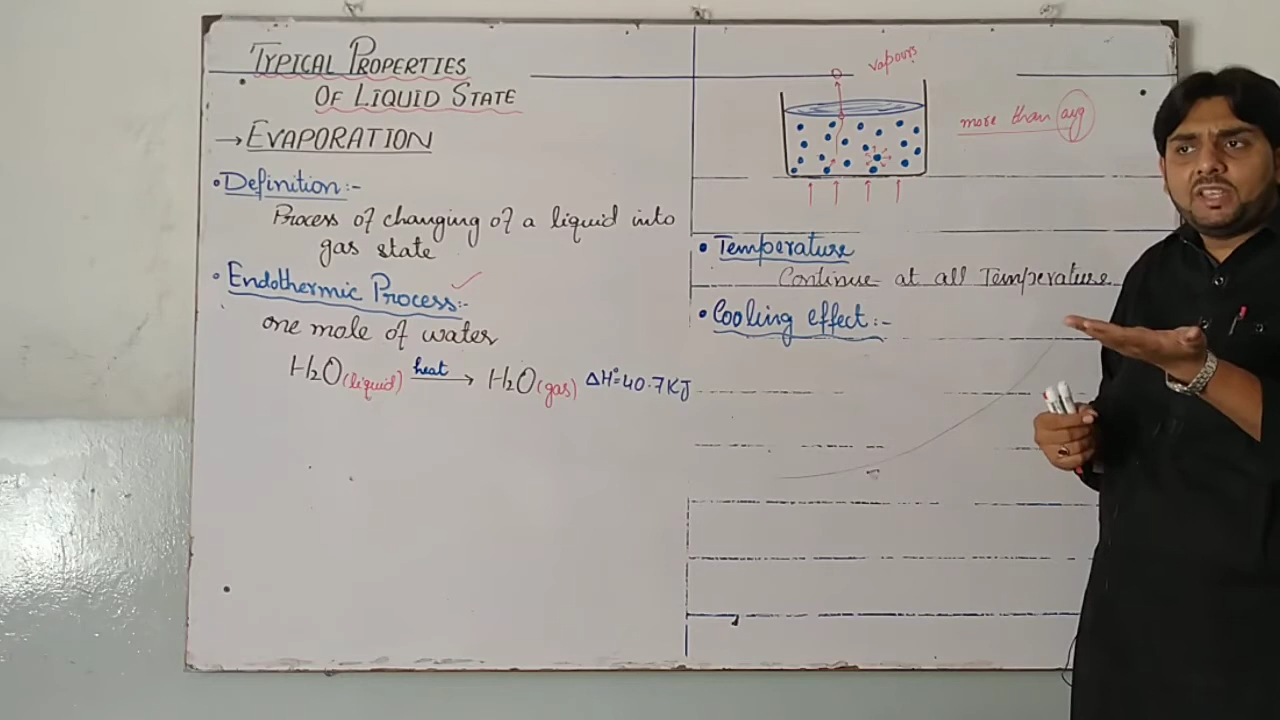 TYPICAL PROPERTIES
OF LIQUID STATE
→ EVAPORATION
• Definition:-
Process of changing of a liquid into
gas state
• Endothermic Process:-
one mole of water
H₂O(liquid) heat → H₂O(gas) ΔH°=40.7KJ
vapours
more than avg
• Temperature
Continue at all Temperature
• Cooling effect:-